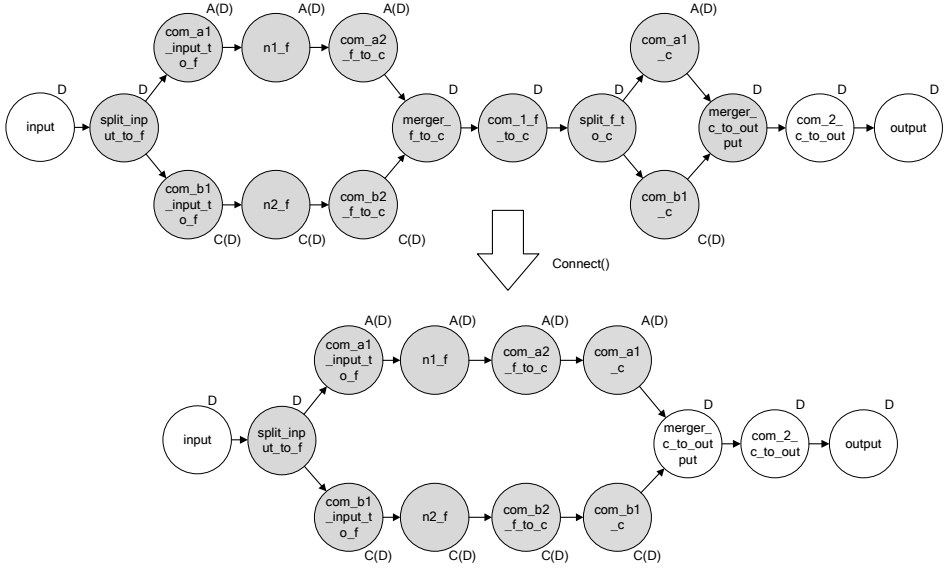 A(D)
A(D)
A(D)
A(D)
com_a1
_input_t
o_f
n1_f
com_a2
_f_to_c
com_a1
_c
D
D
D
D
D
D
D
D
input
split_inp
ut_to_f
merger_
f_to_c
com_1_f
_to_c
split_f_t
o_c
merger_
c_to_out
put
com_2_
c_to_out
output
com_b1
_input_t
o_f
n2_f
com_b2
_f_to_c
com_b1
_c
C(D)
C(D)
C(D)
C(D)
Connect()
A(D)
A(D)
A(D)
A(D)
com_a1
_input_t
o_f
n1_f
com_a2
_f_to_c
com_a1
_c
D
D
D
D
D
input
split_inp
ut_to_f
merger_
c_to_out
put
com_2_
c_to_out
output
com_b1
_input_t
o_f
n2_f
com_b2
_f_to_c
com_b1
_c
C(D)
C(D)
C(D)
C(D)